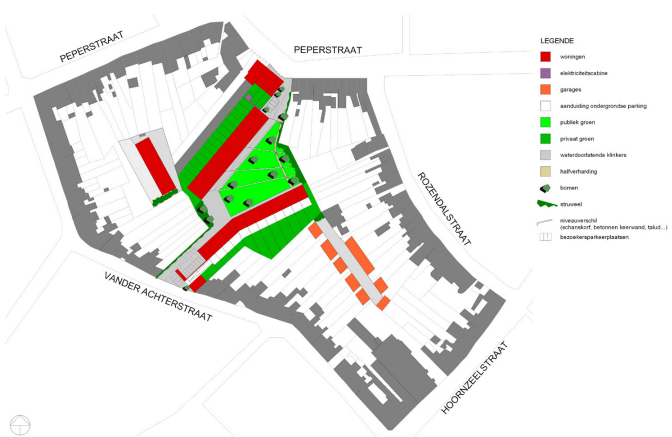 PEPERSTRAAT
PEPERSTRAAT
ROZENDALSTRAAT
VANDER ACHTERSTRAAT
HOORNZEELSTRAAT
LEGENDE
woningen
elektriciteitscabine
garages
aanduiding ondergrondse parking
publiek groen
privaat groen
waterdoorlatende klinkers
halfverharding
bomen
struweel
niveauverschil
(schanskorf, betonnen keerwand, talud...)
bezoekersparkeerplaatsen